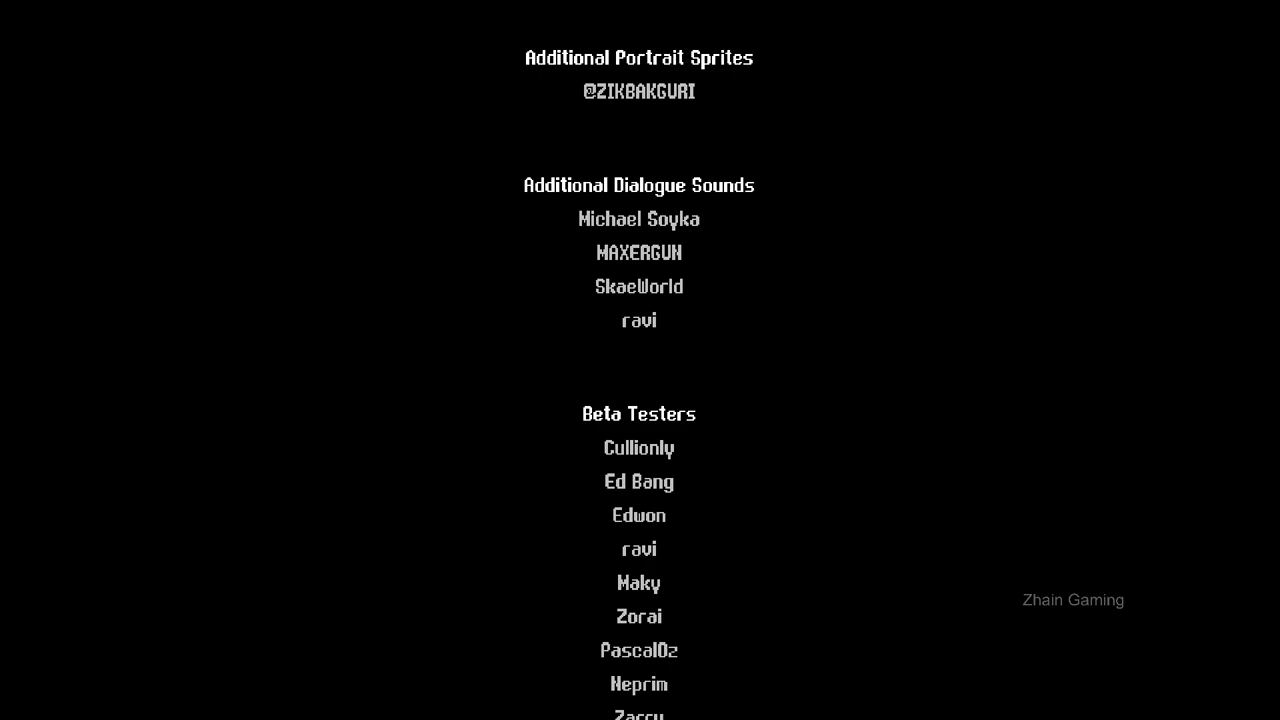 Additional Portrait Sprites
@ZIKBAKGURI
Additional Dialogue Sounds
Michael Soyka
MAXERGUN
SkaeWorld
ravi
Beta Testers
Cullionly
Ed Bang
Edwon
ravi
Maky
Zorai
Zhain Gaming
PascalOz
Neprim